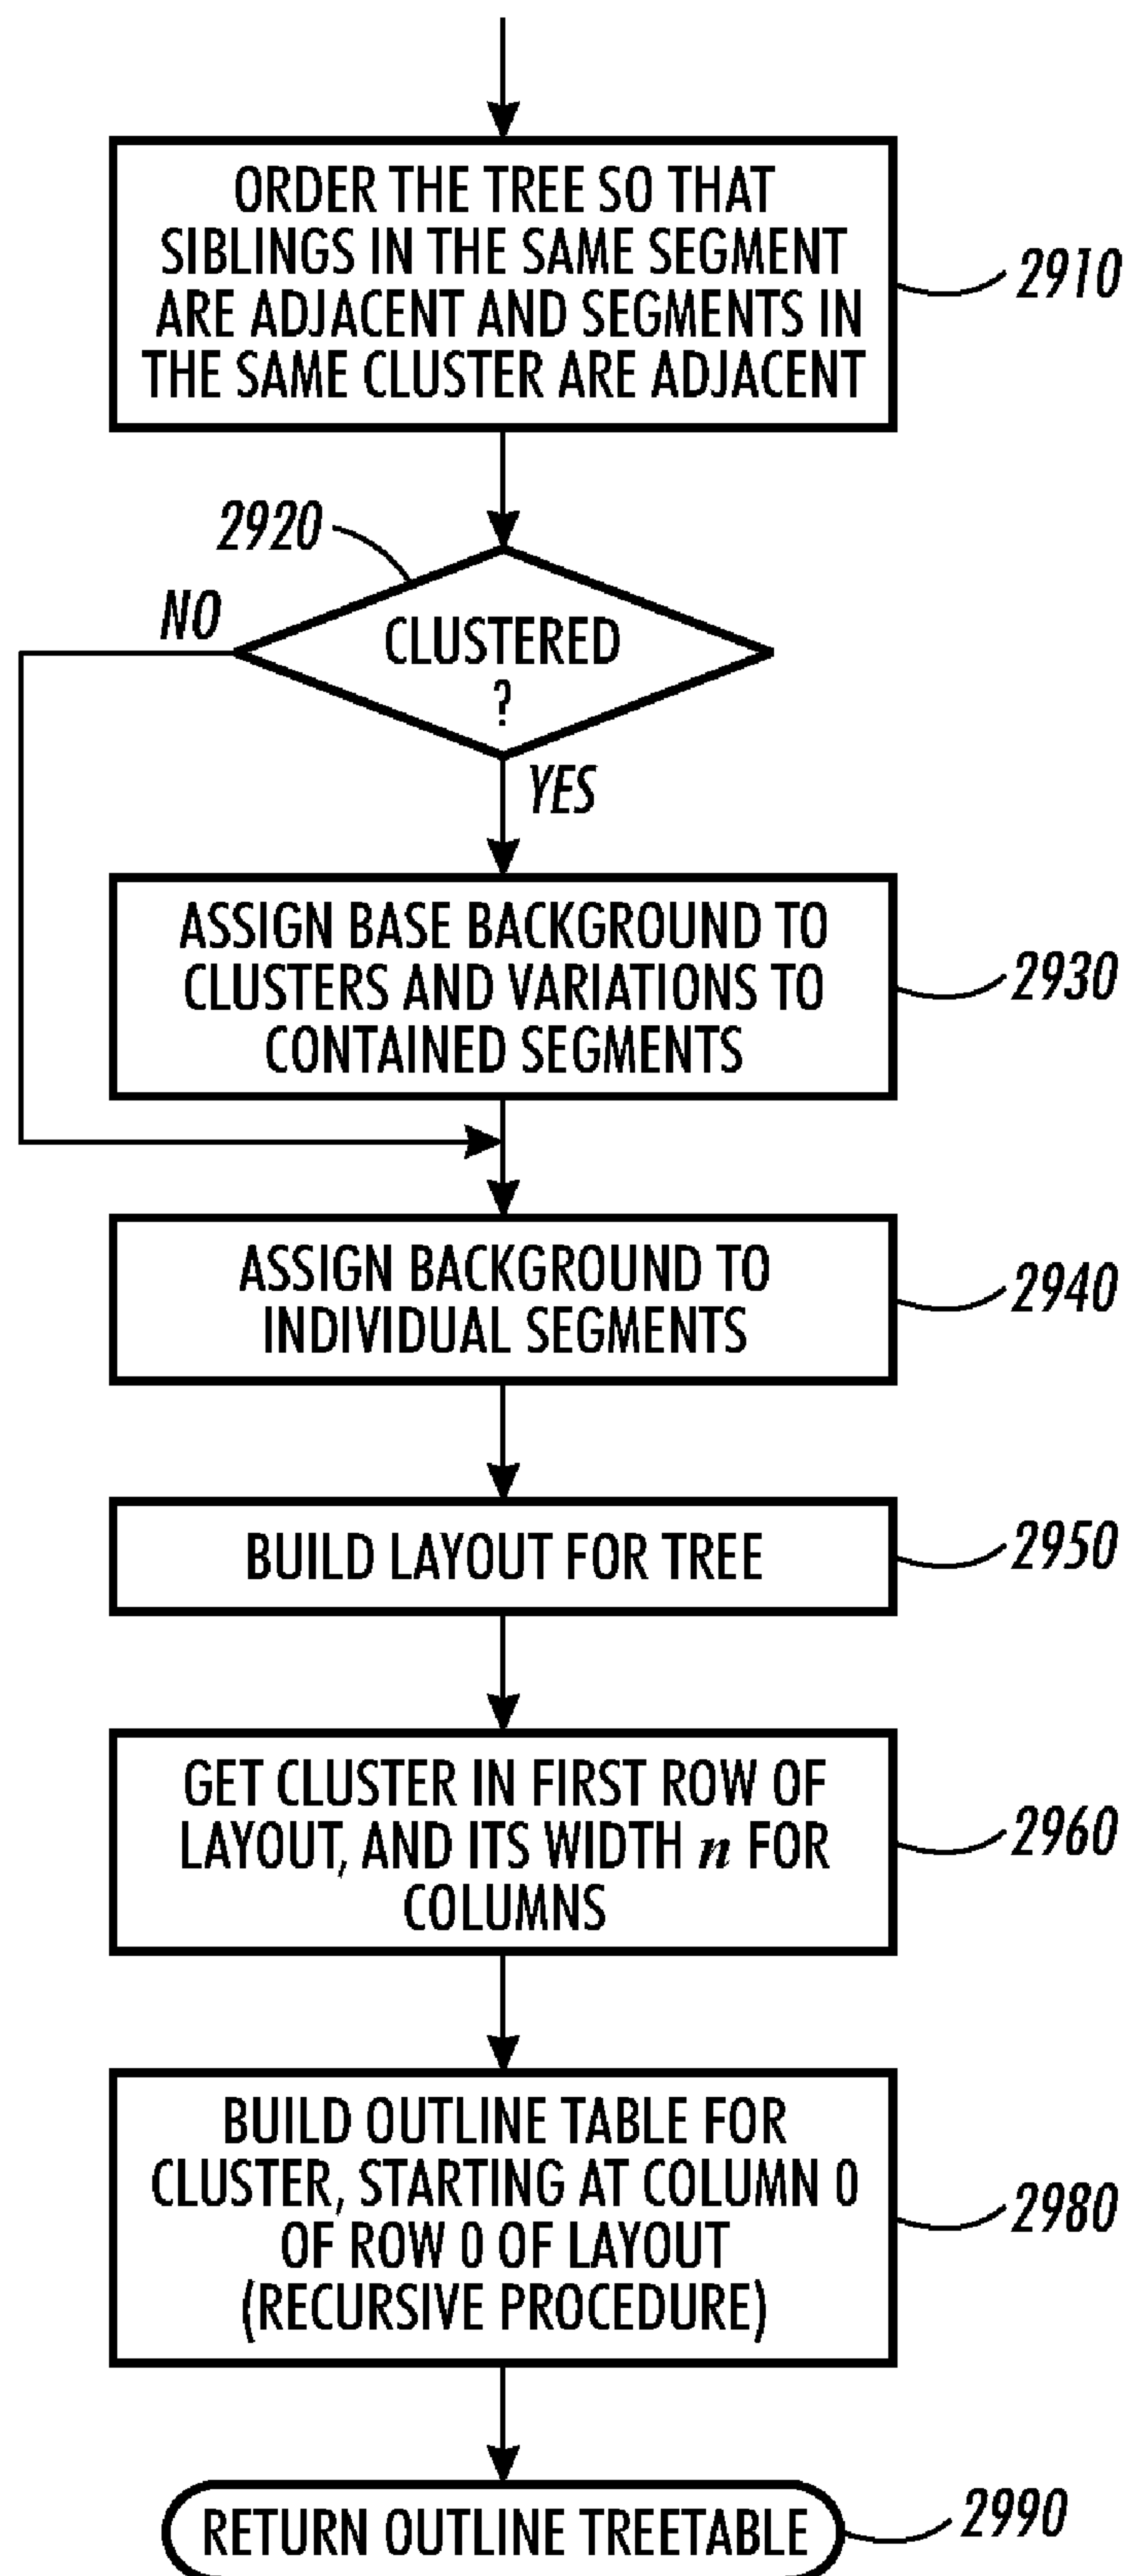 ORDER THE TREE SO THAT
SIBLINGS IN THE SAME SEGMENT
ARE ADJACENT AND SEGMENTS IN
THE SAME CLUSTER ARE ADJACENT
2910
2920
NO
CLUSTERED
?
YES
ASSIGN BASE BACKGROUND TO
CLUSTERS AND VARIATIONS TO
CONTAINED SEGMENTS
2930
ASSIGN BACKGROUND TO
INDIVIDUAL SEGMENTS
2940
BUILD LAYOUT FOR TREE
2950
GET CLUSTER IN FIRST ROW OF
LAYOUT, AND ITS WIDTH n FOR
COLUMNS
2960
BUILD OUTLINE TABLE FOR
CLUSTER, STARTING AT COLUMN 0
OF ROW 0 OF LAYOUT
(RECURSIVE PROCEDURE)
2980
RETURN OUTLINE TREETABLE
2990